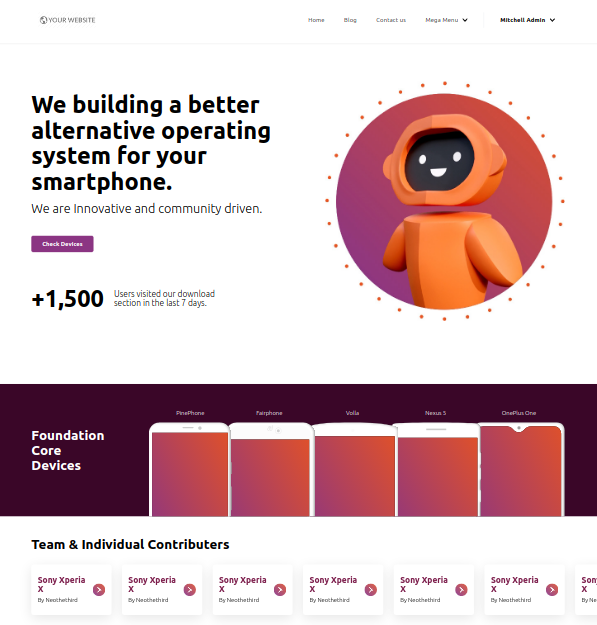 YOUR WEBSITE
Home
Blog
Contact us
Mega Menu
Mitchell Admin
We building a better
alternative operating
system for your
smartphone.
We are Innovative and community driven.
Check Devices
+1,500
Users visited our download
section in the last 7 days.
PinePhone
Fairphone
Volla
Nexus 5
OnePlus One
Foundation
Core
Devices
Team & Individual Contributers
Sony Xperia
X
By Neothethird
Sony Xperia
X
By Neothethird
Sony Xperia
X
By Neothethird
Sony Xperia
X
By Neothethird
Sony Xperia
X
By Neothethird
Sony Xperia
X
By Neothethird
Sony
X
By Neo